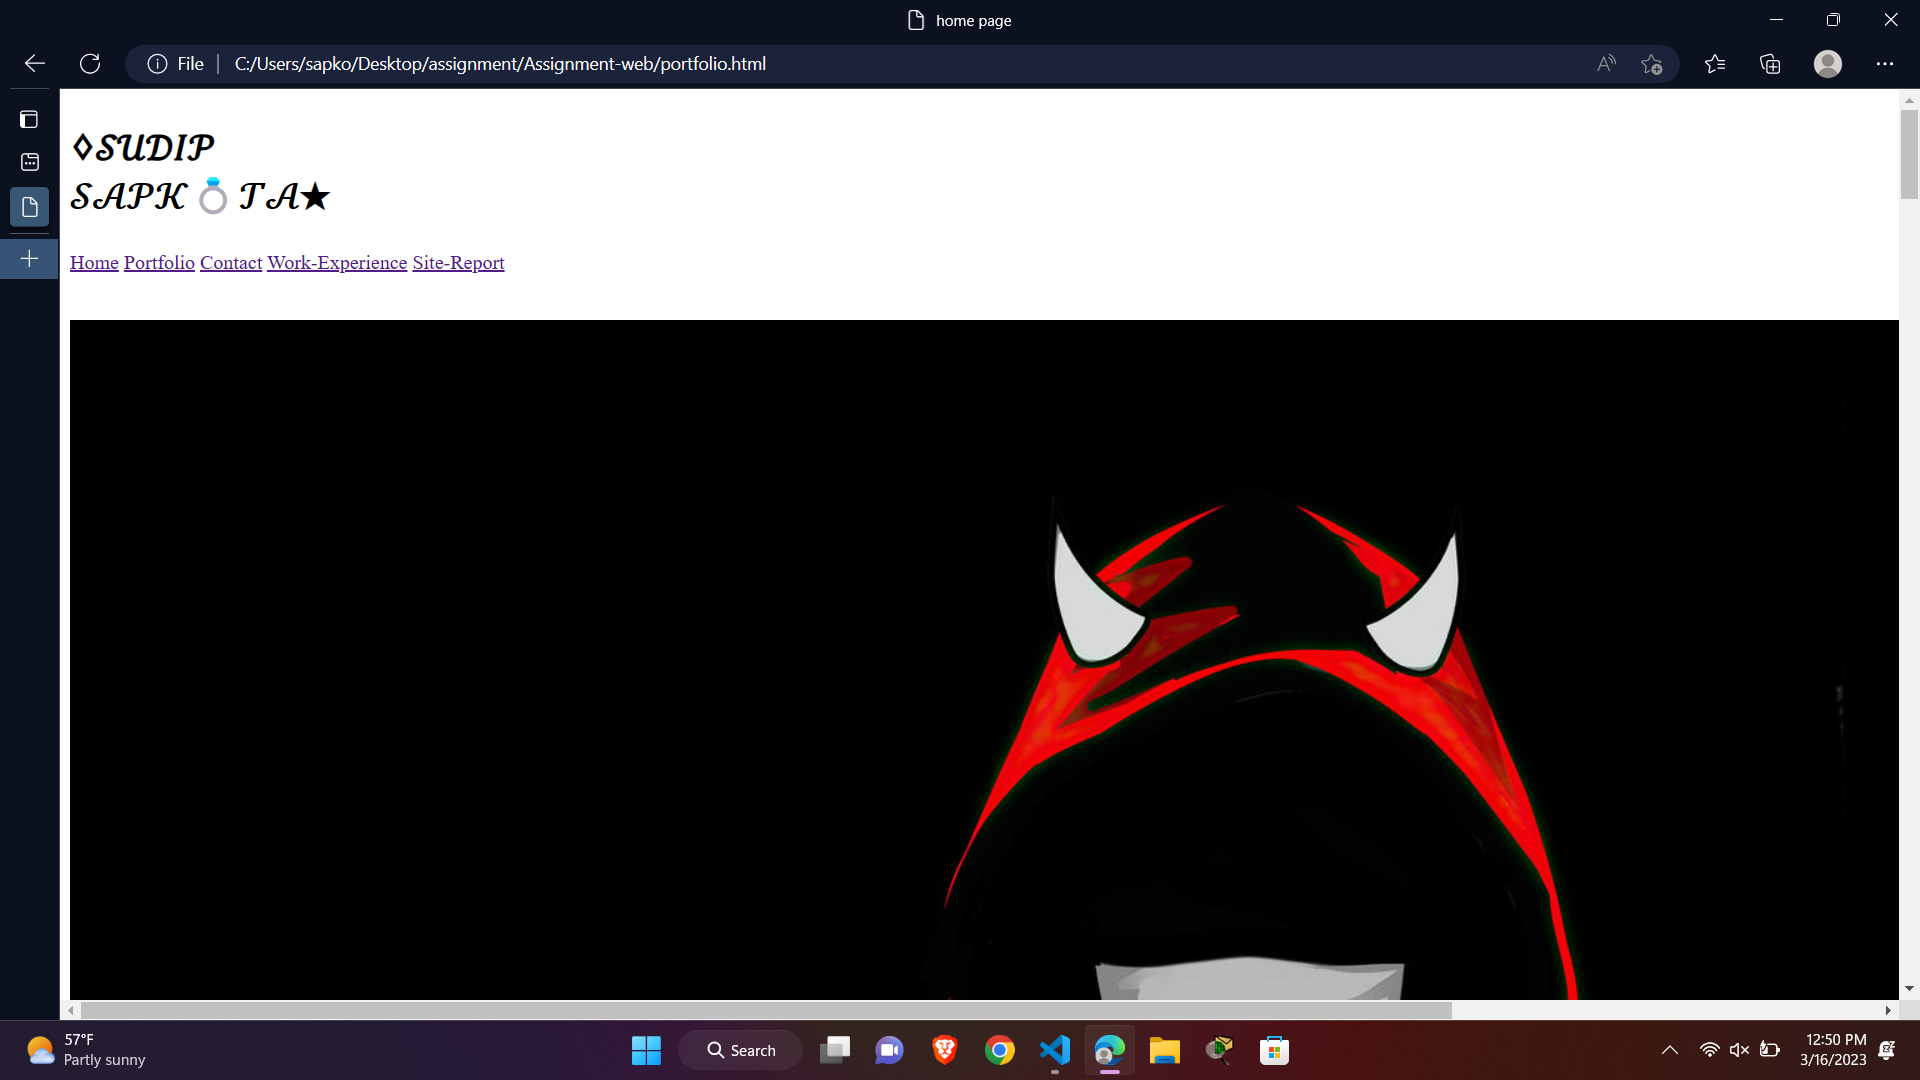 home page
File
C:/Users/sapko/Desktop/assignment/Assignment-web/portfolio.html
◊𝓢𝓤𝓓𝓘𝓟
𝓢𝓐𝓟𝓚💍𝓣𝓐★
Home Portfolio Contact Work-Experience Site-Report
57°F
Partly sunny
Search
12:50 PM
3/16/2023